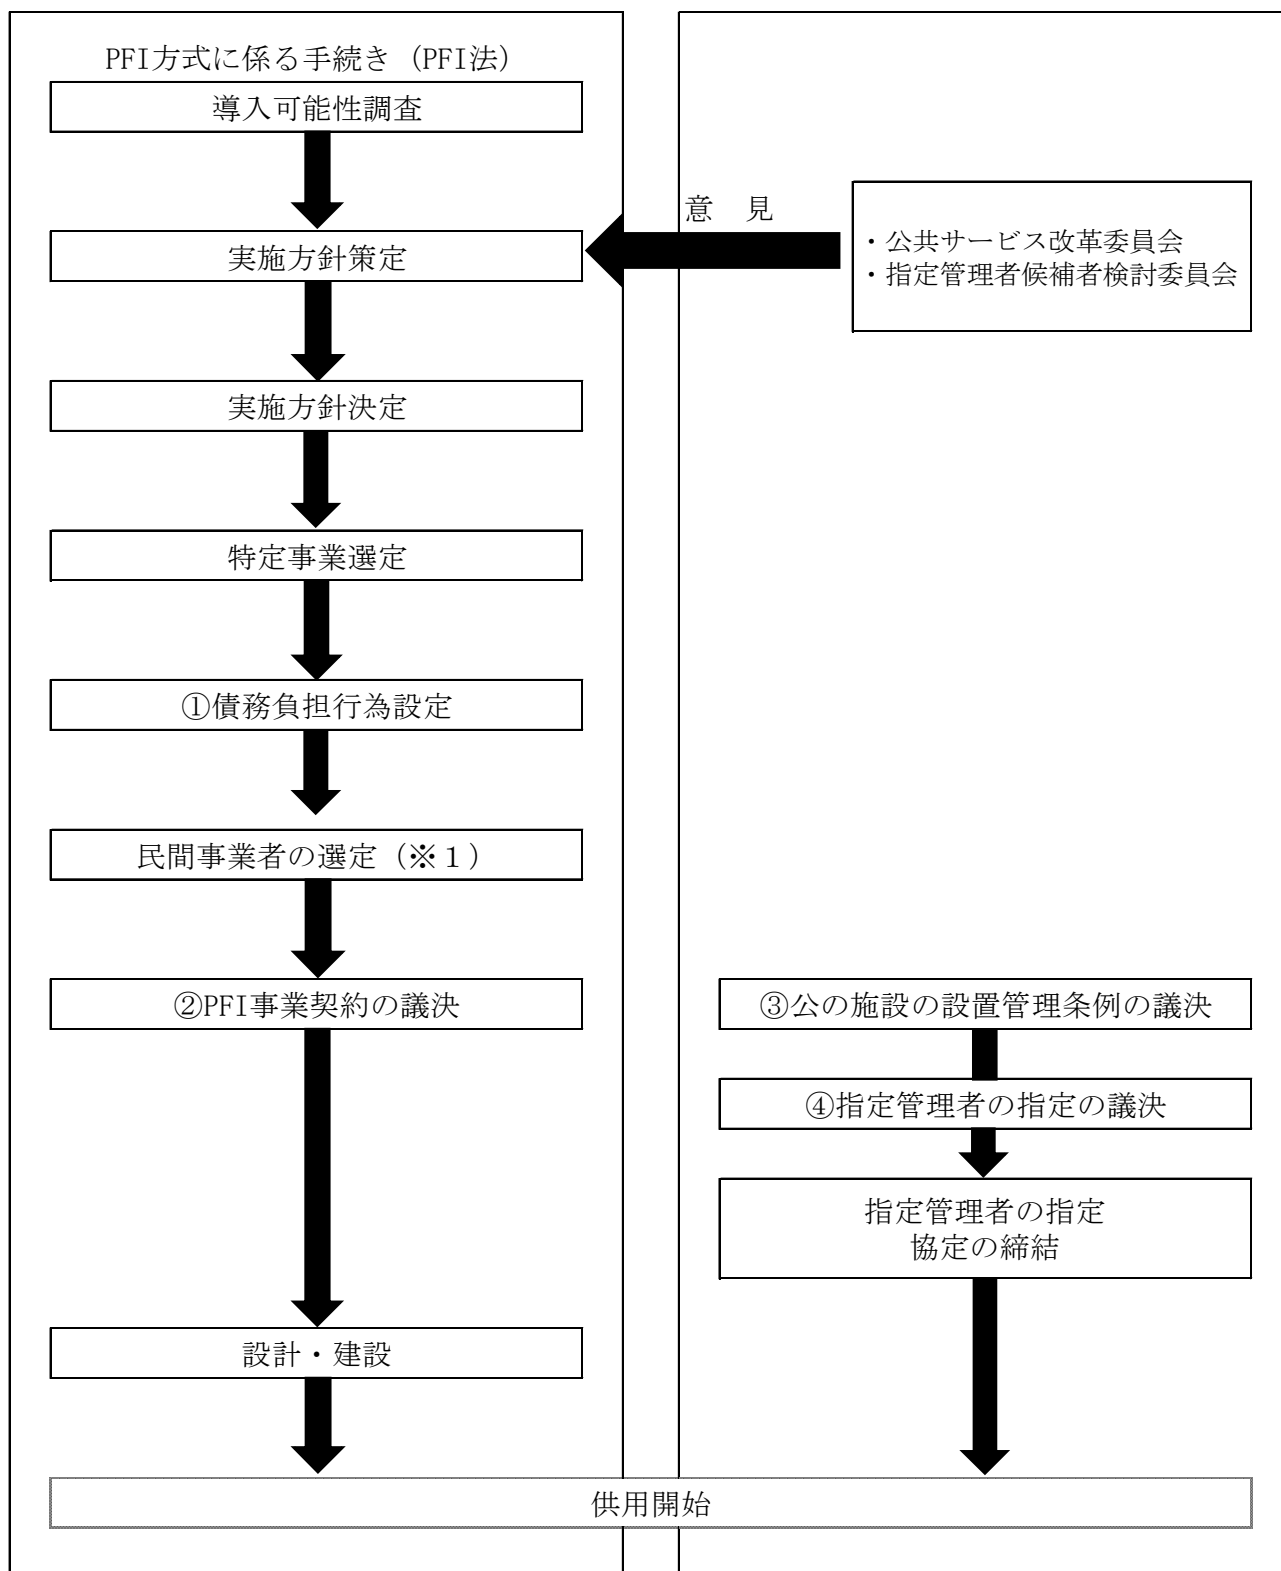 PFI方式に係る手続き（PFI法）
導入可能性調査
意　見
実施方針策定
・公共サービス改革委員会
・指定管理者候補者検討委員会
実施方針決定
特定事業選定
①債務負担行為設定
民間事業者の選定（※１）
②PFI事業契約の議決
③公の施設の設置管理条例の議決
④指定管理者の指定の議決
指定管理者の指定
協定の締結
設計・建設
供用開始